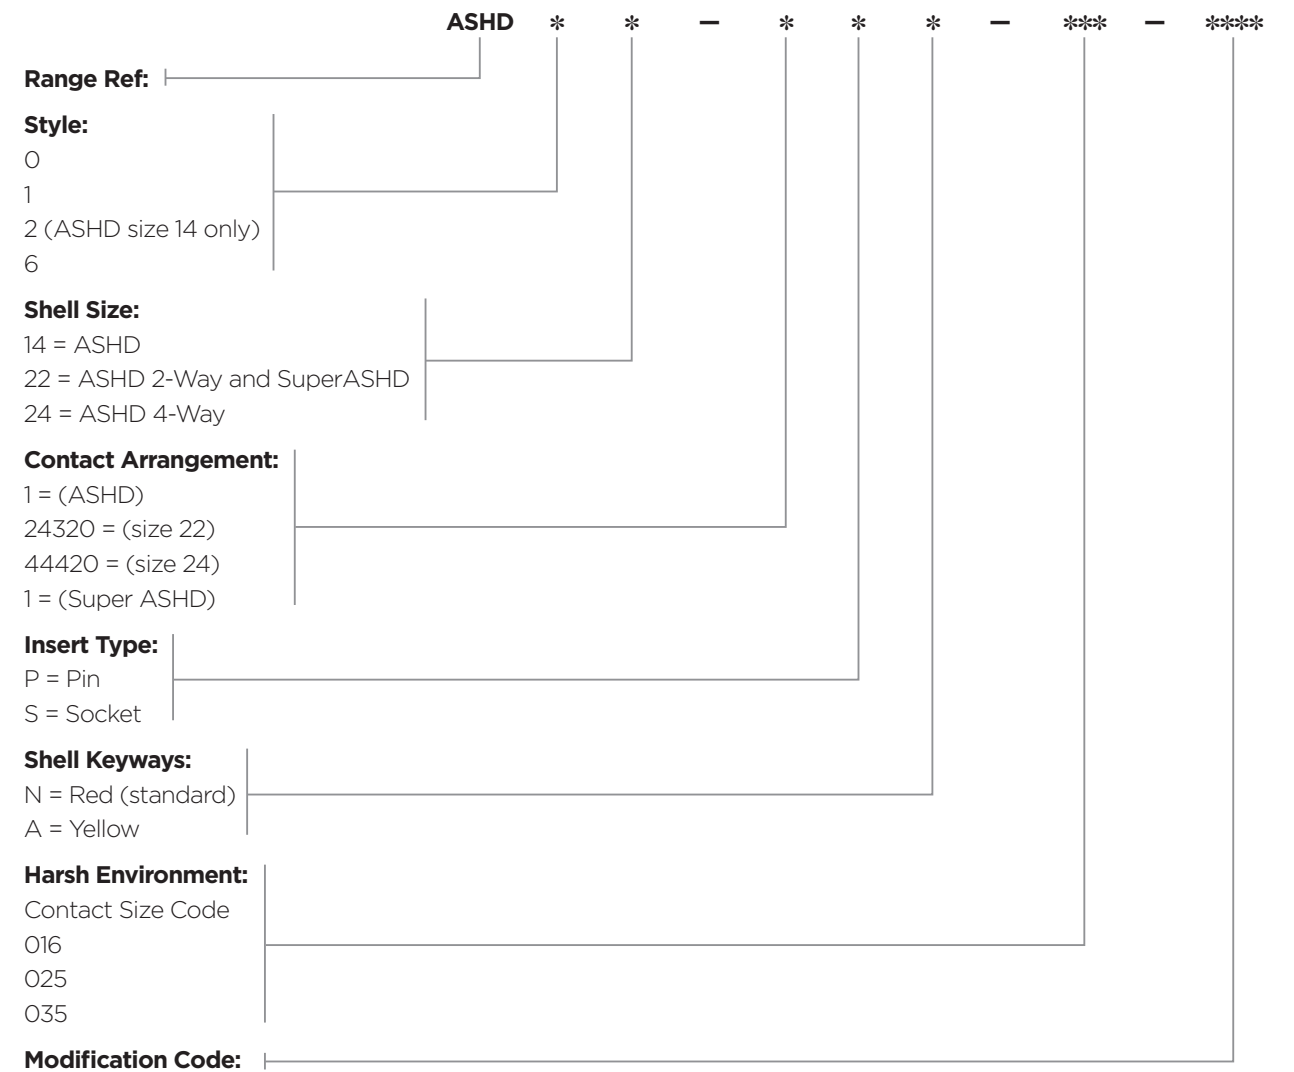 ASHD * * – * * * – *** – ****
Range Ref:
Style:
0
1
2 (ASHD size 14 only)
6
Shell Size:
14 = ASHD
22 = ASHD 2-Way and SuperASHD
24 = ASHD 4-Way
Contact Arrangement:
1 = (ASHD)
24320 = (size 22)
44420 = (size 24)
1 = (Super ASHD)
Insert Type:
P = Pin
S = Socket
Shell Keyways:
N = Red (standard)
A = Yellow
Harsh Environment:
Contact Size Code
016
025
035
Modification Code: